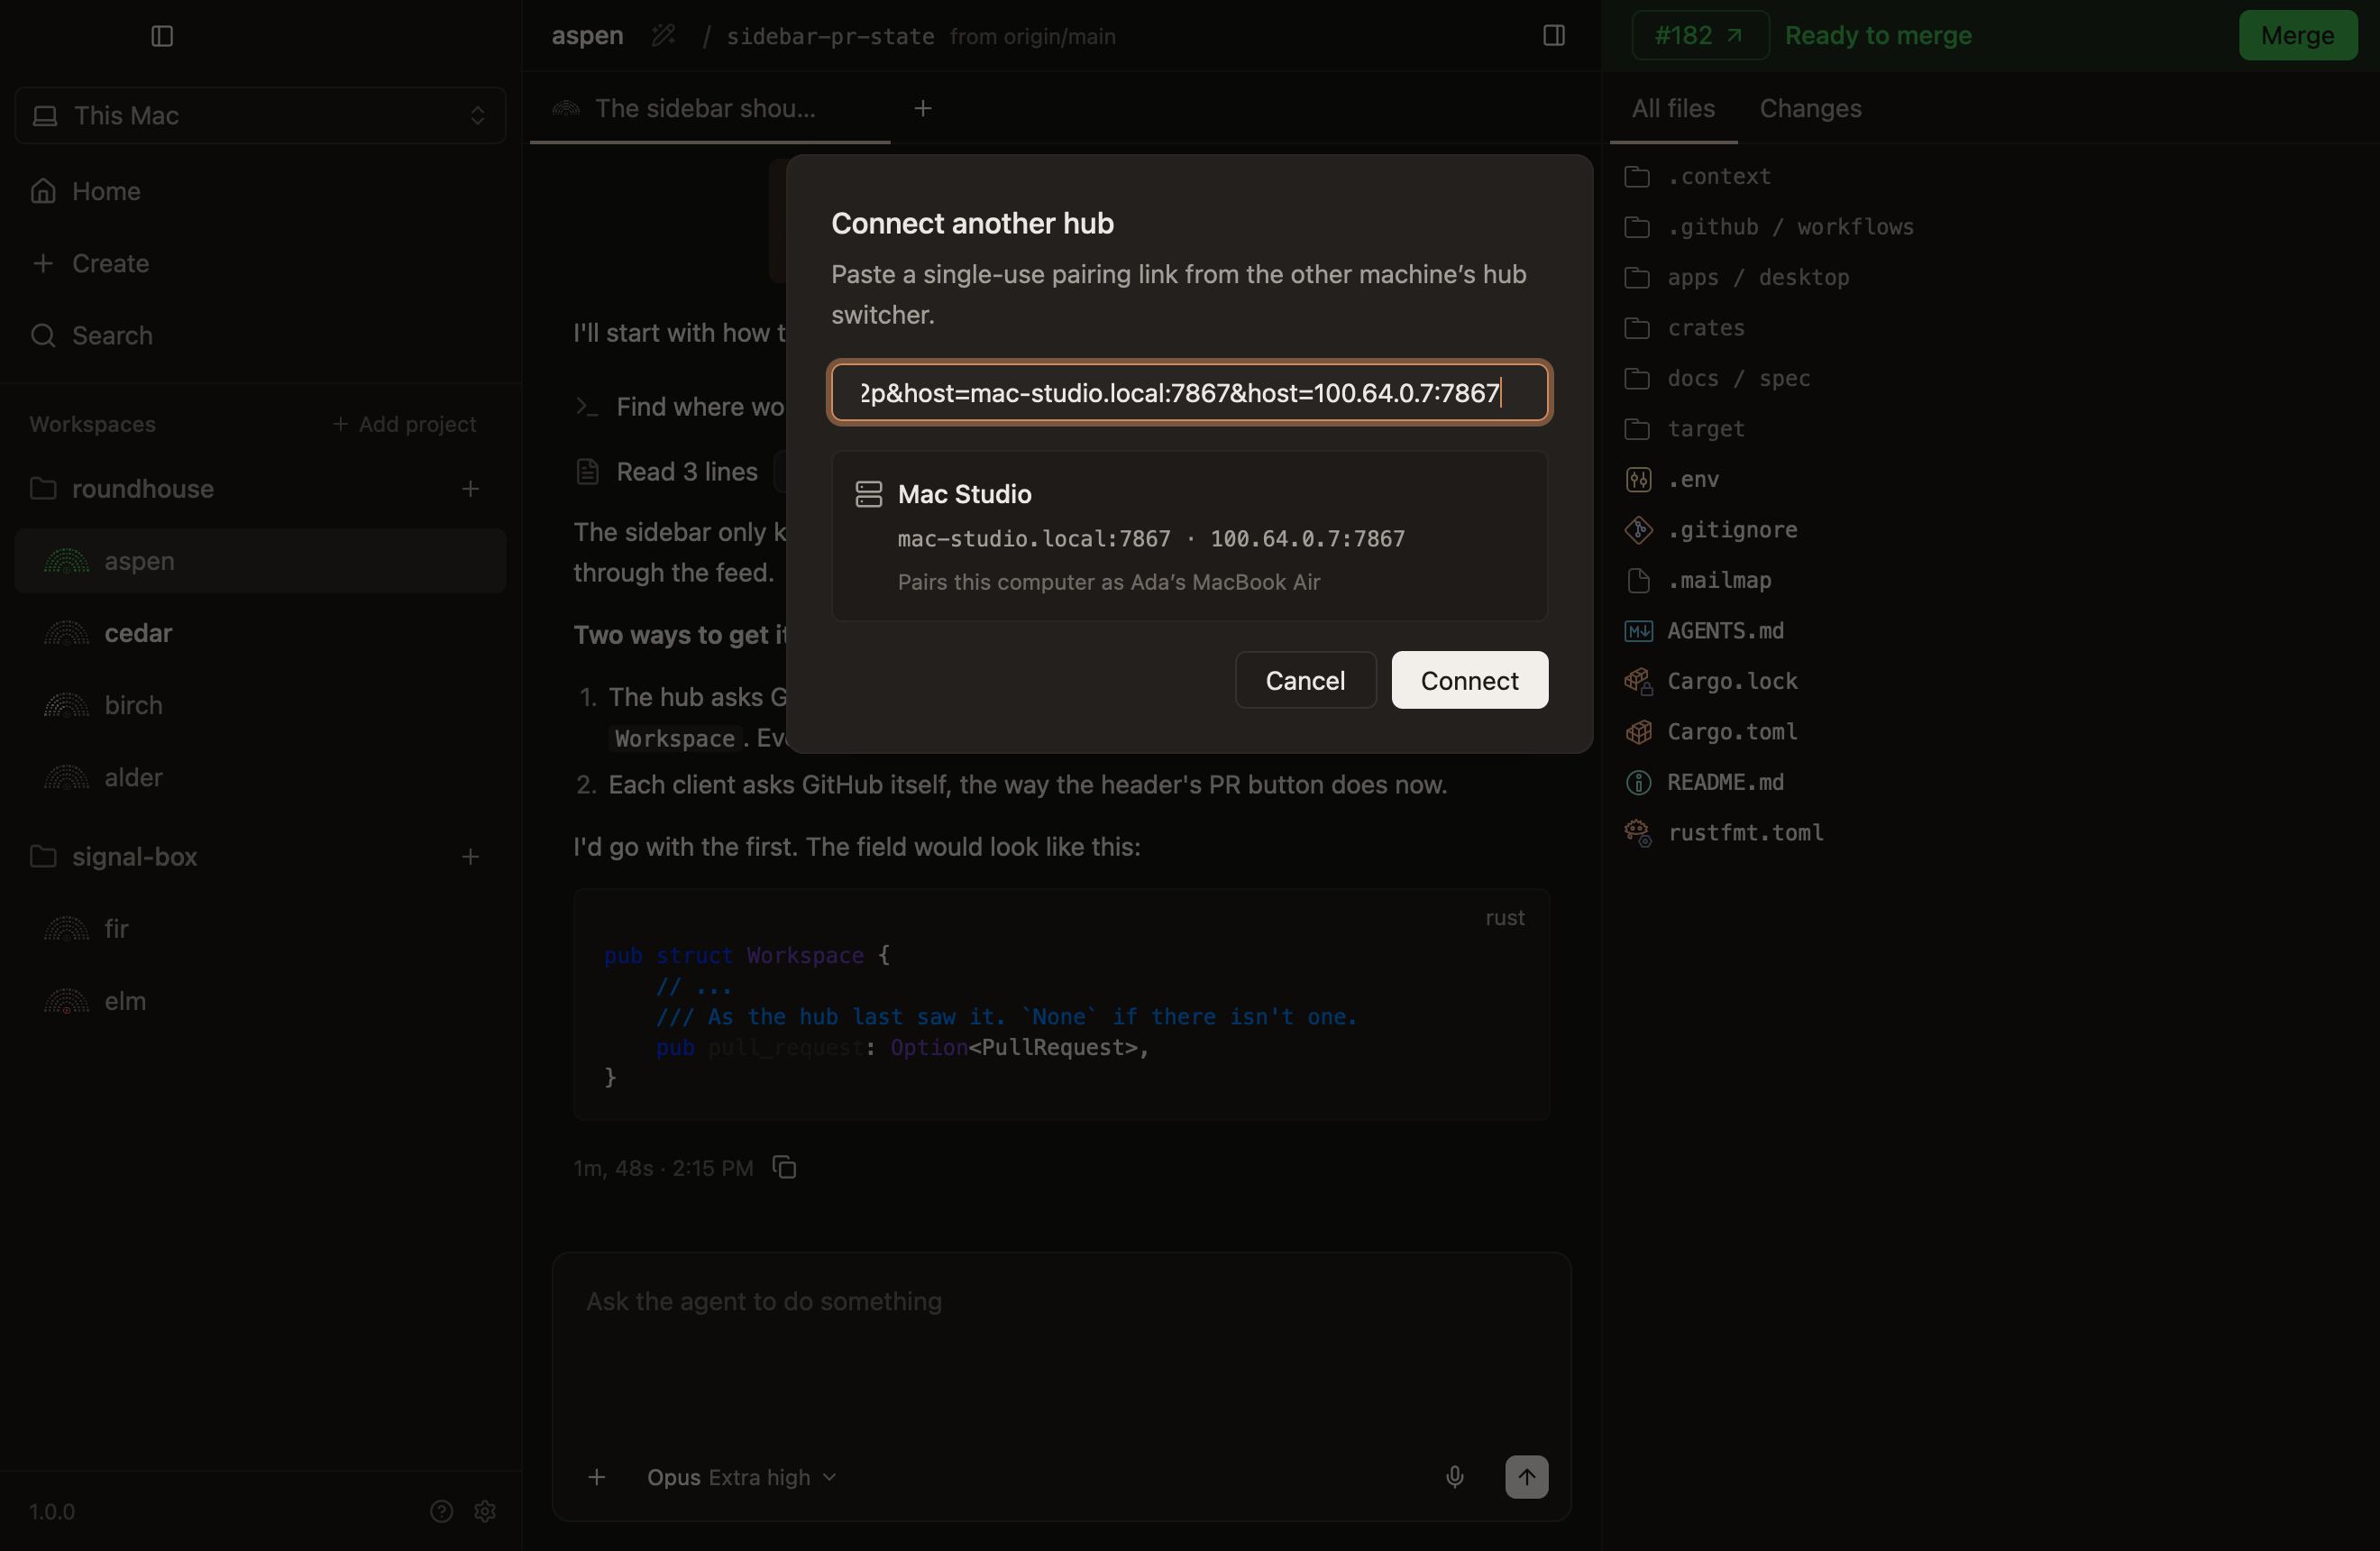 This Mac
Home
Create
Search
Workspaces
Add project
roundhouse
aspen
cedar
birch
alder
signal-box
fir
elm
1.0.0
aspen / sidebar-pr-state from origin/main
The sidebar shou...
I'll start with how t
Find where wo
Read 3 lines
The sidebar only k
through the feed.
Two ways to get it
1. The hub asks G
Workspace. Eve
2. Each client asks GitHub itself, the way the header's PR button does now.
I'd go with the first. The field would look like this:
rust
pub struct Workspace {
// ...
/// As the hub last saw it. `None` if there isn't one.
pub pull_request: Option<PullRequest>,
}
1m, 48s · 2:15 PM
Ask the agent to do something
Opus Extra high
Connect another hub
Paste a single-use pairing link from the other machine’s hub
switcher.
2p&host=mac-studio.local:7867&host=100.64.0.7:7867
Mac Studio
mac-studio.local:7867 · 100.64.0.7:7867
Pairs this computer as Ada’s MacBook Air
Cancel
Connect
#182
Ready to merge
Merge
All files
Changes
.context
.github / workflows
apps / desktop
crates
docs / spec
target
.env
.gitignore
.mailmap
AGENTS.md
Cargo.lock
Cargo.toml
README.md
rustfmt.toml